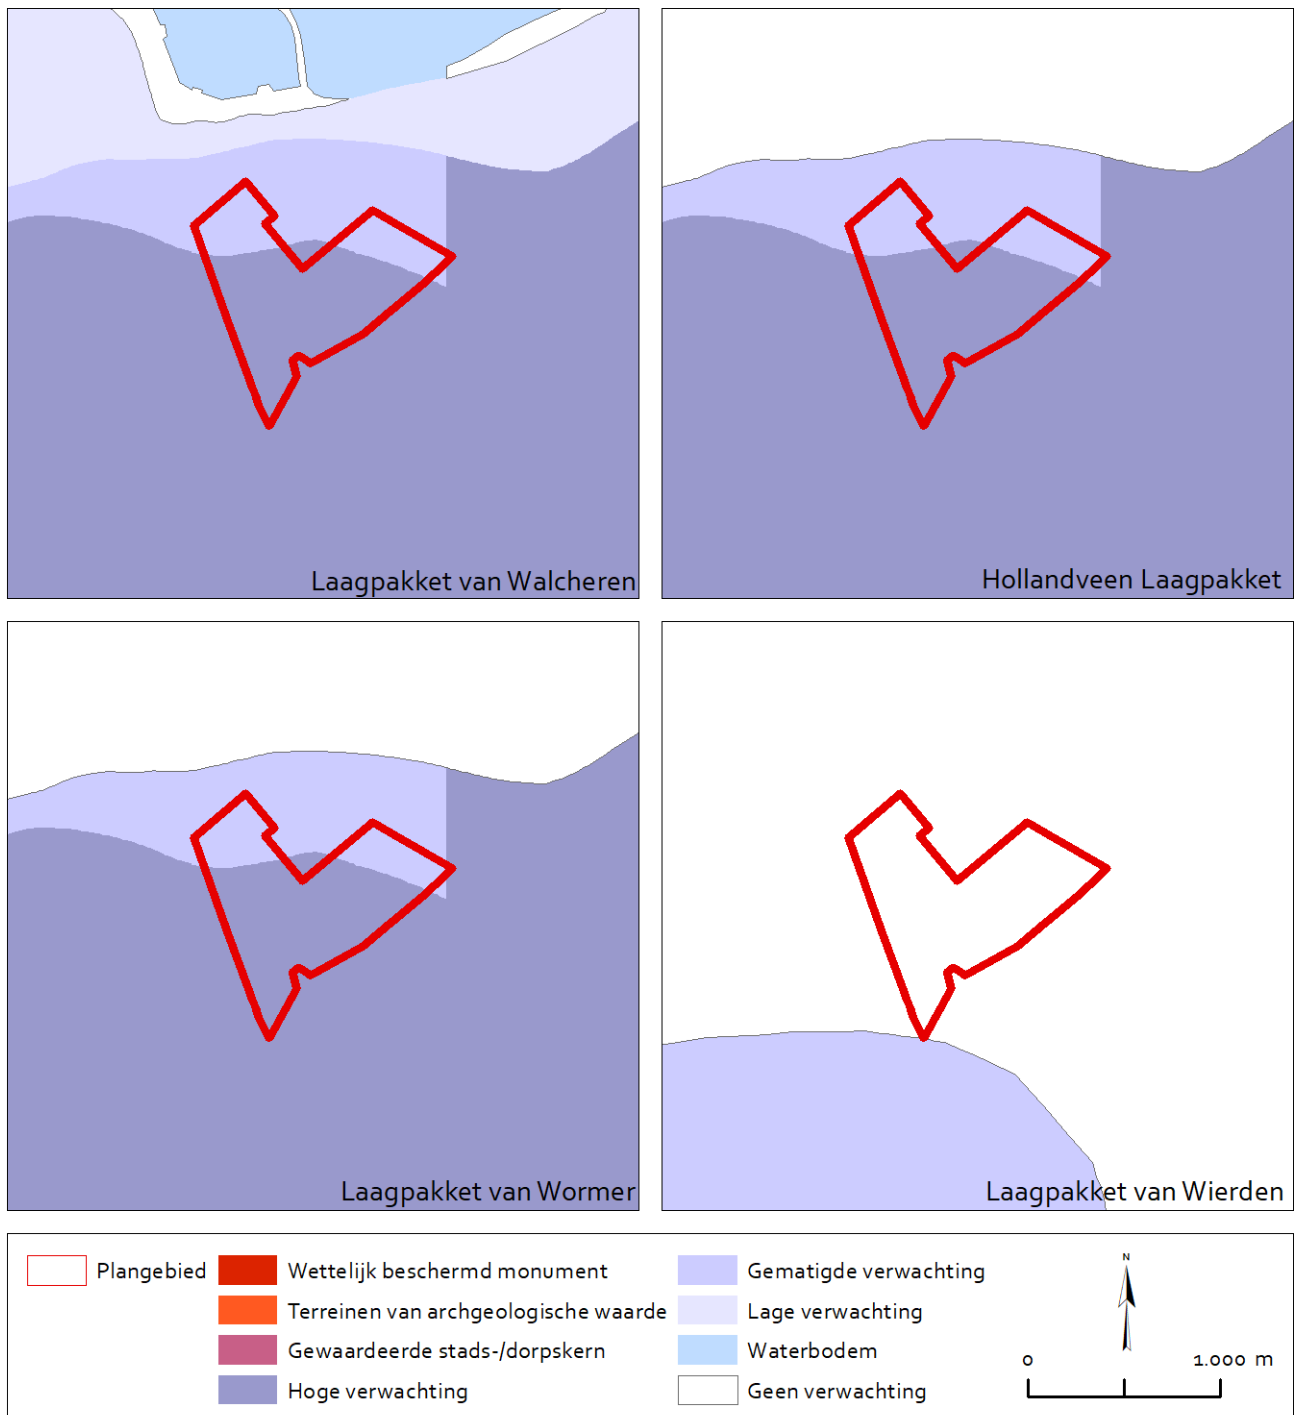 Laagpakket van Walcheren
Hollandveen Laagpakket
Laagpakket van Wormer
Laagpakket van Wierden
Plangebied
Wettelijk beschermd monument
Terreinen van archgeologische waarde
Gewaardeerde stads-/dorpskern
Hoge verwachting
Gematigde verwachting
Lage verwachting
Waterbodem
Geen verwachting
N
0 1.000 m